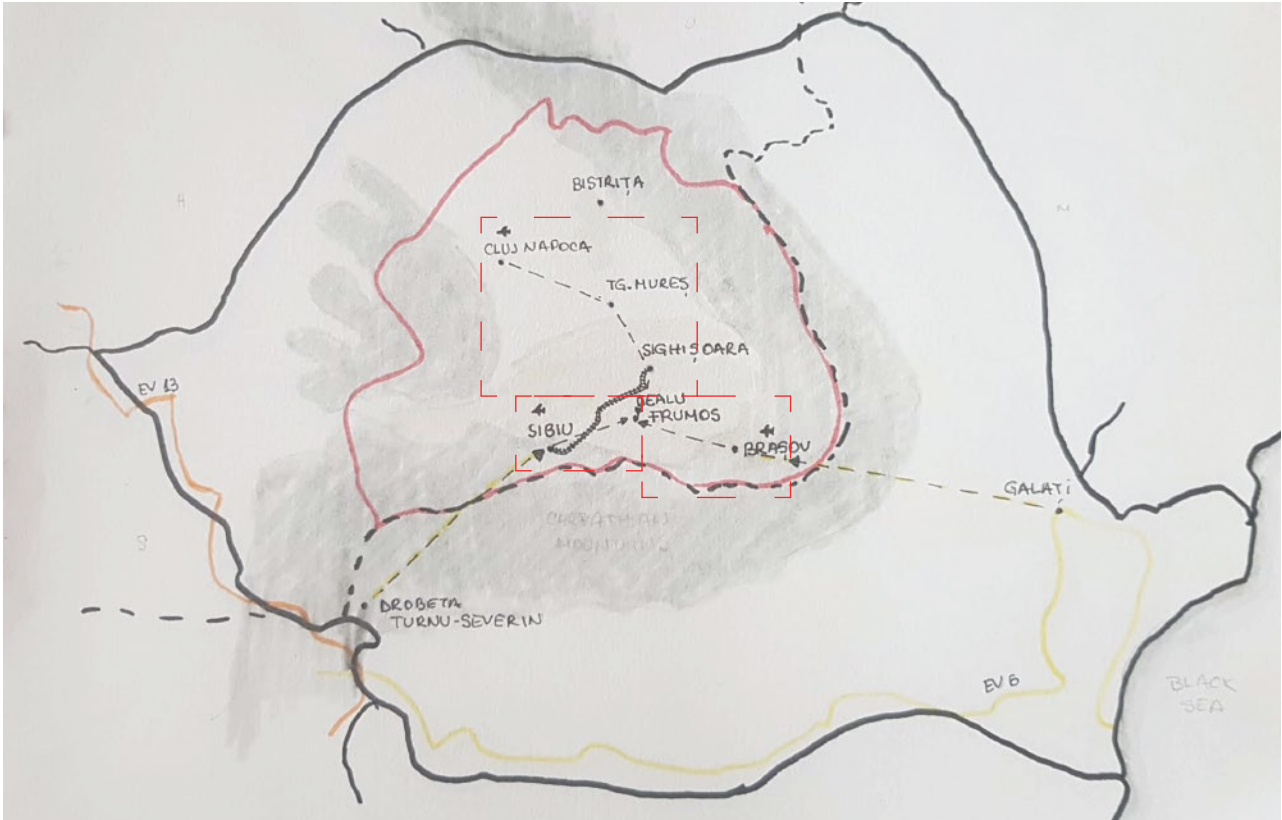 U
H
M
BISTRIȚA
CLUJ NAPOCA
TG. MUREȘ
SIGHIȘOARA
EV 13
DEALU
FRUMOS
SIBIU
BRAȘOV
GALAȚI
S
CARPATHIAN
MOUNTAINS
DROBETA
TURNU-SEVERIN
EV 6
BLACK
SEA